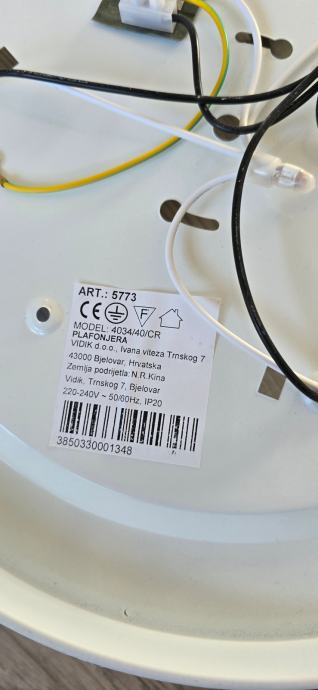 ART.: 5773
CE F
MODEL: 4034/40/CR
PLAFONJERA
VIDIK d.o.o., Ivana viteza Trnskog 7
43000 Bjelovar, Hrvatska
Zemlja podrijetla: N.R.Kina
Vidik, Trnskog 7, Bjelovar
220-240V ~ 50/60Hz, IP20
3850330001348